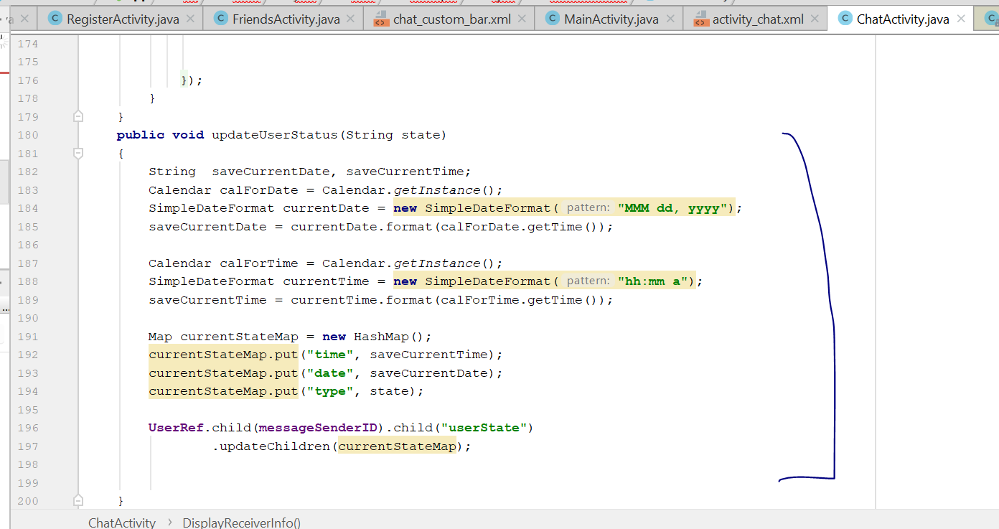 RegisterActivity.java FriendsActivity.java chat_custom_bar.xml MainActivity.java activity_chat.xml ChatActivity.java
174
175
176 });
178 }
179 }
180 public void updateUserStatus(String state)
181 {
182 String  saveCurrentDate, saveCurrentTime;
183 Calendar calForDate = Calendar.getInstance();
184 SimpleDateFormat currentDate = new SimpleDateFormat( pattern: "MMM dd, yyyy");
185 saveCurrentDate = currentDate.format(calForDate.getTime());
186
187 Calendar calForTime = Calendar.getInstance();
188 SimpleDateFormat currentTime = new SimpleDateFormat( pattern: "hh:mm a");
189 saveCurrentTime = currentTime.format(calForTime.getTime());
190
191 Map currentStateMap = new HashMap();
192 currentStateMap.put("time", saveCurrentTime);
193 currentStateMap.put("date", saveCurrentDate);
194 currentStateMap.put("type", state);
195
196 UserRef.child(messageSenderID).child("userState")
197 .updateChildren(currentStateMap);
198
199
200 }
ChatActivity › DisplayReceiverInfo()